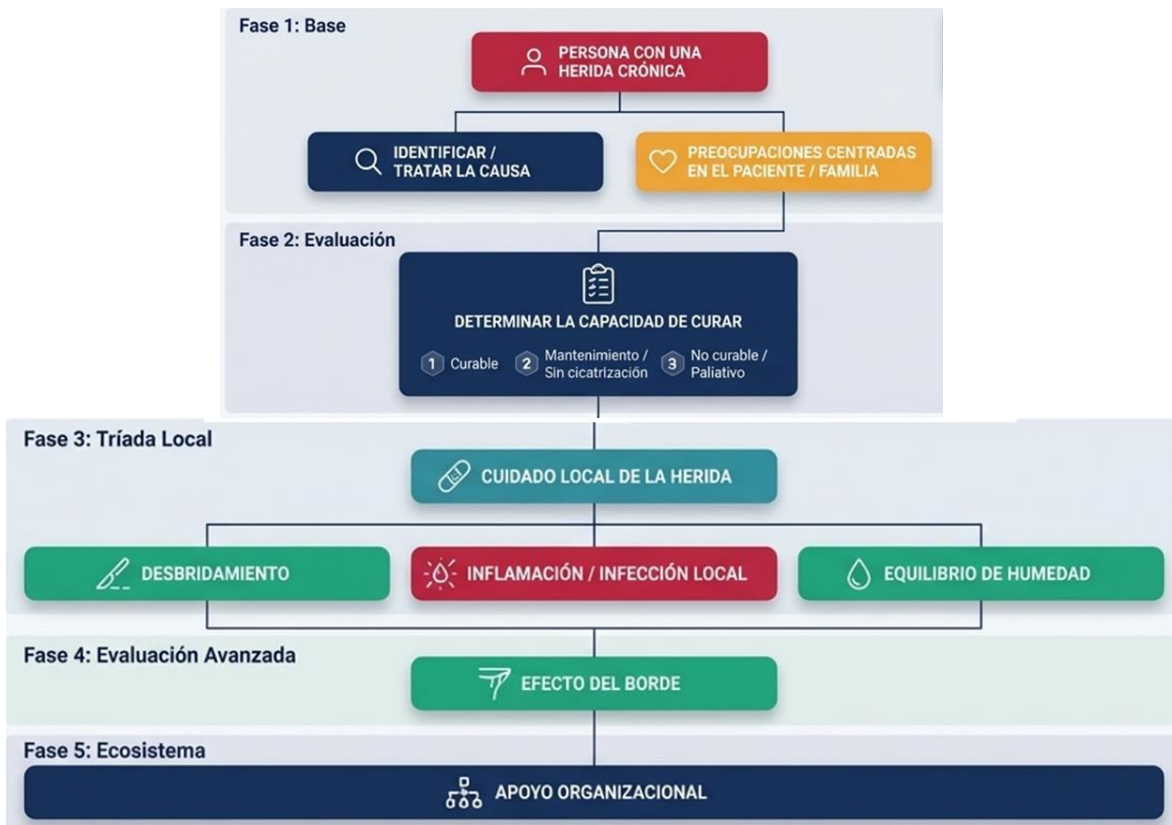 Fase 1: Base
PERSONA CON UNA
HERIDA CRÓNICA
IDENTIFICAR /
TRATAR LA CAUSA
PREOCUPACIONES CENTRADAS
EN EL PACIENTE / FAMILIA
Fase 2: Evaluación
DETERMINAR LA CAPACIDAD DE CURAR
1 Curable
2 Mantenimiento /
Sin cicatrización
3 No curable /
Paliativo
Fase 3: Tríada Local
CUIDADO LOCAL DE LA HERIDA
DESBRIDAMIENTO
INFLAMACIÓN / INFECCIÓN LOCAL
EQUILIBRIO DE HUMEDAD
Fase 4: Evaluación Avanzada
EFECTO DEL BORDE
Fase 5: Ecosistema
APOYO ORGANIZACIONAL